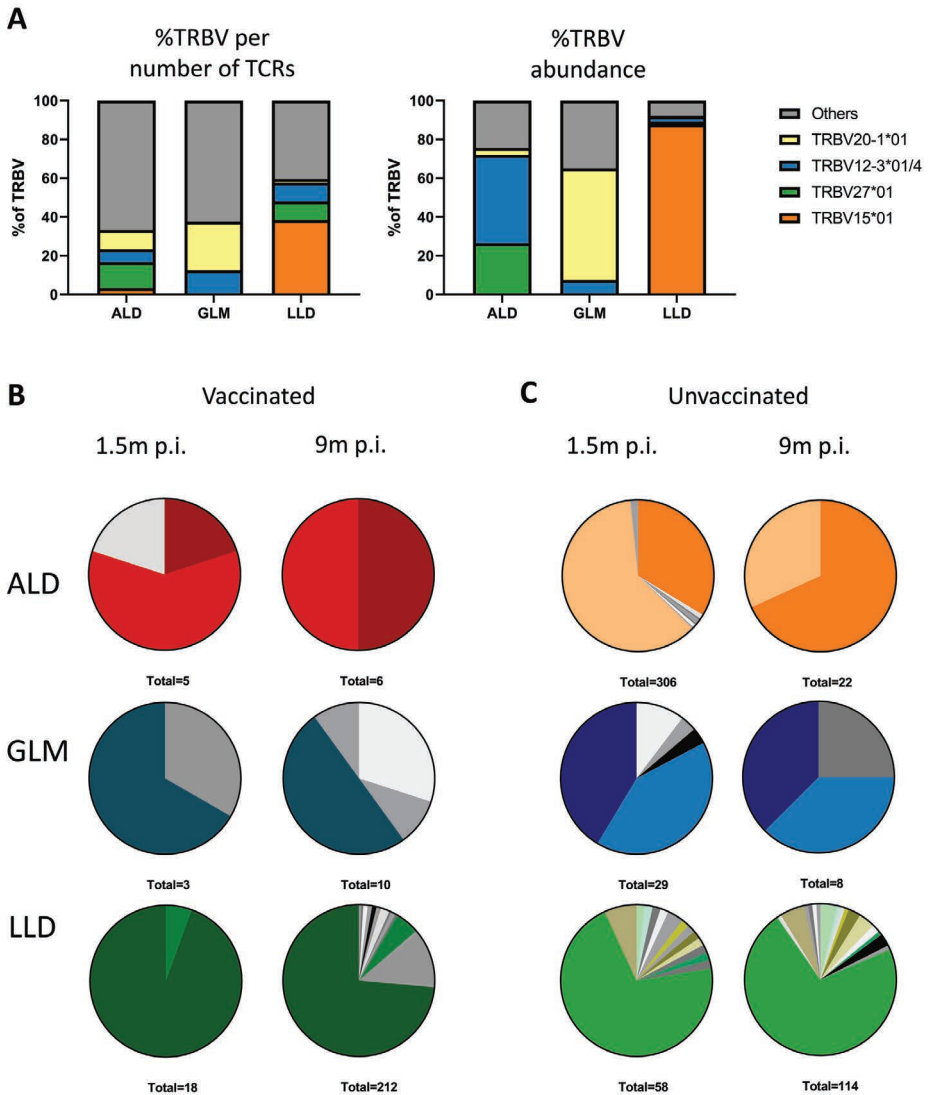 A
%TRBV per
number of TCRs
%TRBV
abundance
%of TRBV
100
80
60
40
20
0
ALD GLM LLD
%of TRBV
100
80
60
40
20
0
ALD GLM LLD
Others
TRBV20-1*01
TRBV12-3*01/4
TRBV27*01
TRBV15*01
B
Vaccinated
1.5m p.i. 9m p.i.
C
Unvaccinated
1.5m p.i. 9m p.i.
ALD
Total=5 Total=6 Total=306 Total=22
GLM
Total=3 Total=10 Total=29 Total=8
LLD
Total=18 Total=212 Total=58 Total=114